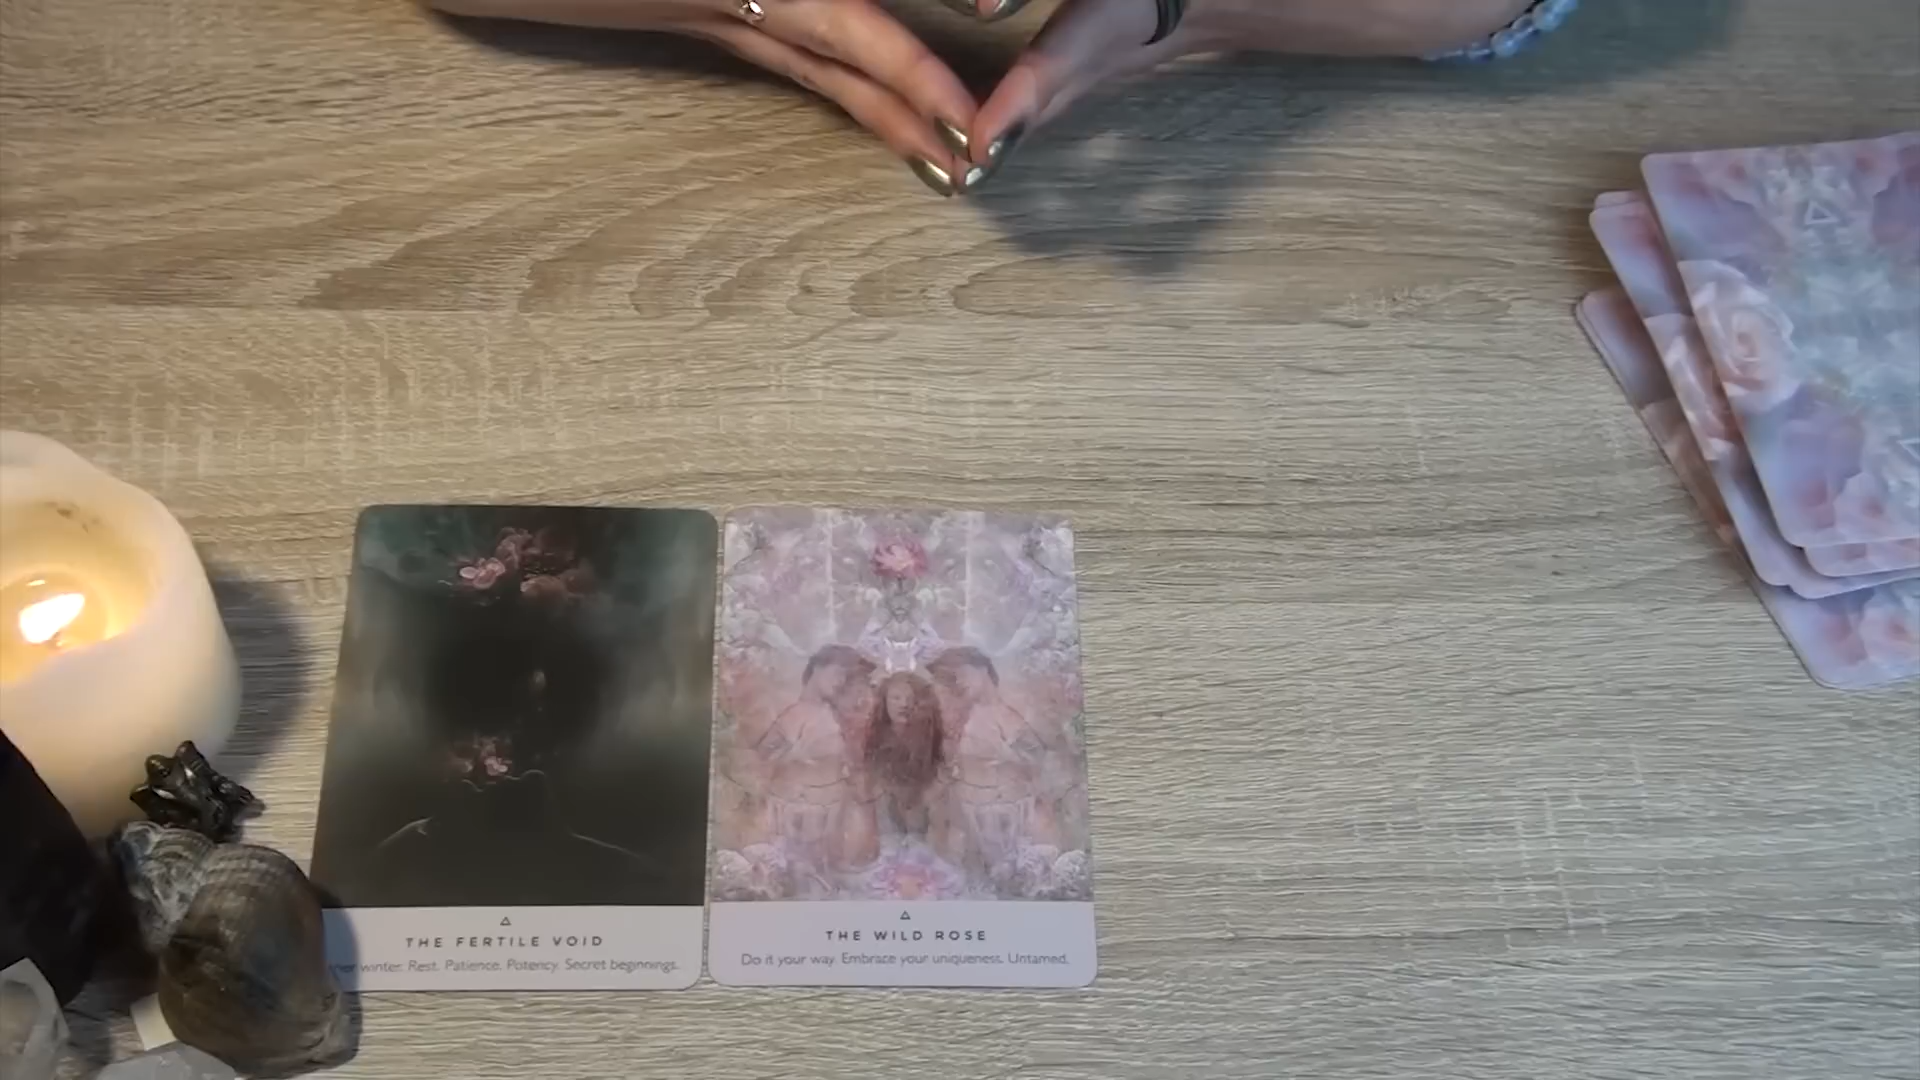 THE FERTILE VOID
winter. Rest. Patience. Potency. Secret beginnings.
THE WILD ROSE
Do it your way. Embrace your uniqueness. Untamed.